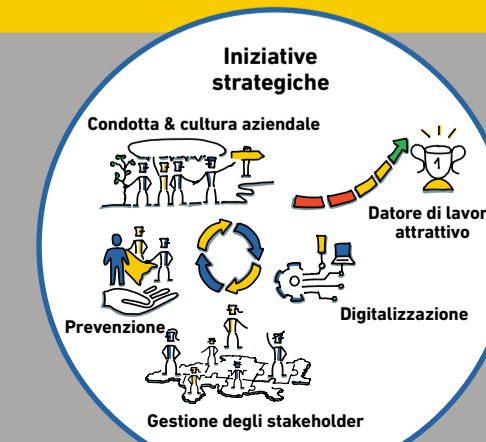 Iniziative
strategiche
Condotta & cultura aziendale
1
Datore di lavor
attrattivo
Prevenzione
Digitalizzazione
Gestione degli stakeholder